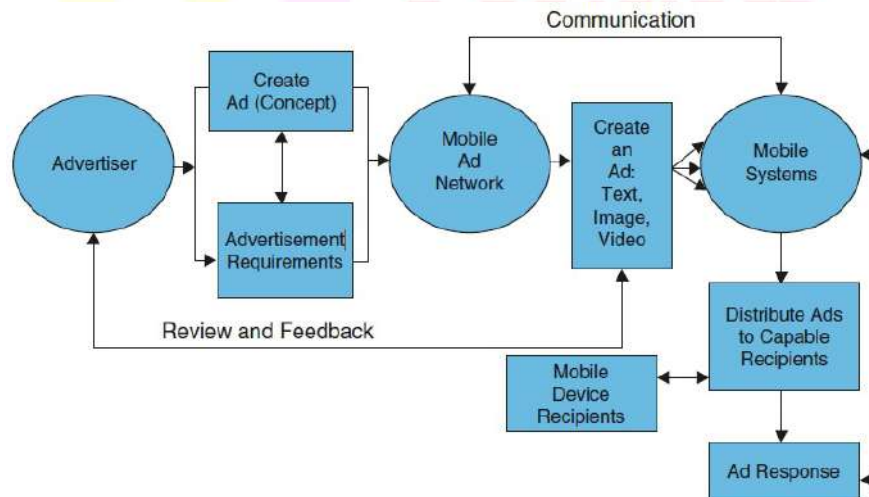 Communication
Create
Ad (Concept)
Advertiser
Advertisement
Requirements
Mobile
Ad
Network
Create
an
Ad:
Text,
Image,
Video
Mobile
Systems
Review and Feedback
Distribute Ads
to Capable
Recipients
Mobile
Device
Recipients
Ad Response